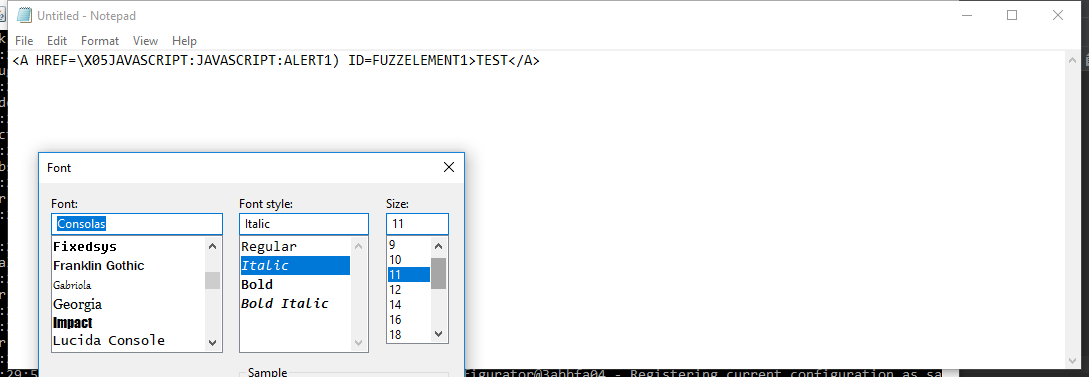 Untitled - Notepad
File Edit Format View Help
<A HREF=\X05JAVASCRIPT:JAVASCRIPT:ALERT1) ID=FUZZELEMENT1>TEST</A>
Font
Font: Font style: Size:
Consolas Italic 11
Fixedsys Regular 9
Franklin Gothic Italic 10
Gabriola Bold 11
Georgia Bold Italic 12
Impact 14
Lucida Console 16
18
Sample
:29:5 figurator@3abbfa04 - Registering current configuration as sa